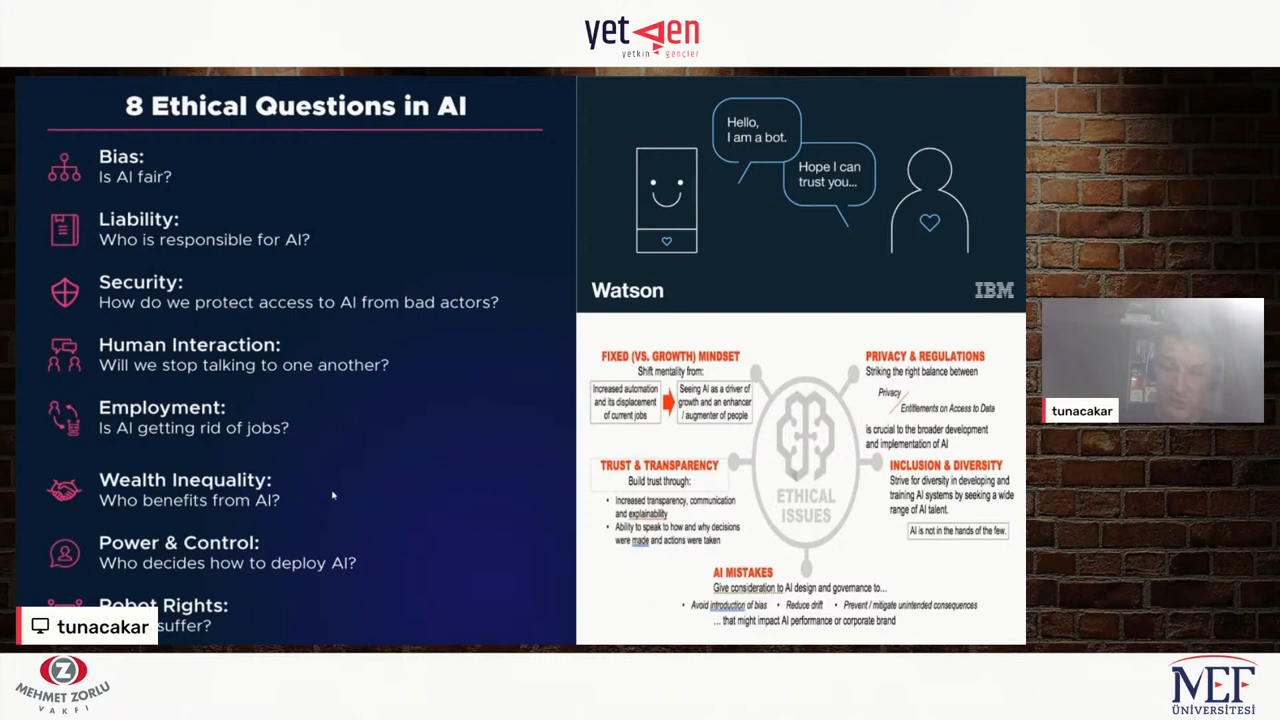 yetgen
yetkin gençler
8 Ethical Questions in AI
Bias:
Is AI fair?
Liability:
Who is responsible for AI?
Security:
How do we protect access to AI from bad actors?
Human Interaction:
Will we stop talking to one another?
Employment:
Is AI getting rid of jobs?
Wealth Inequality:
Who benefits from AI?
Power & Control:
Who decides how to deploy AI?
Robot Rights:
suffer?
tunacakar
Hello,
I am a bot.
Hope I can
trust you...
Watson
IBM
FIXED (VS. GROWTH) MINDSET
Shift mentality from:
Increased automation
and its displacement
of current jobs
Seeing AI as a driver of
growth and an enhancer
/ augmenter of people
TRUST & TRANSPARENCY
Build trust through:
• Increased transparency, communication
and explainability
• Ability to speak to how and why decisions
were made and actions were taken
ETHICAL
ISSUES
PRIVACY & REGULATIONS
Striking the right balance between
Privacy
Entitlements on Access to Data
is crucial to the broader development
and implementation of AI
INCLUSION & DIVERSITY
Strive for diversity in developing and
training AI systems by seeking a wide
range of AI talent.
AI is not in the hands of the few.
AI MISTAKES
Give consideration to AI design and governance to...
• Avoid introduction of bias • Reduce drift • Prevent / mitigate unintended consequences
... that might impact AI performance or corporate brand
tunacakar
MEHMET ZORLU
VAKFI
MEF
ÜNİVERSİTESİ